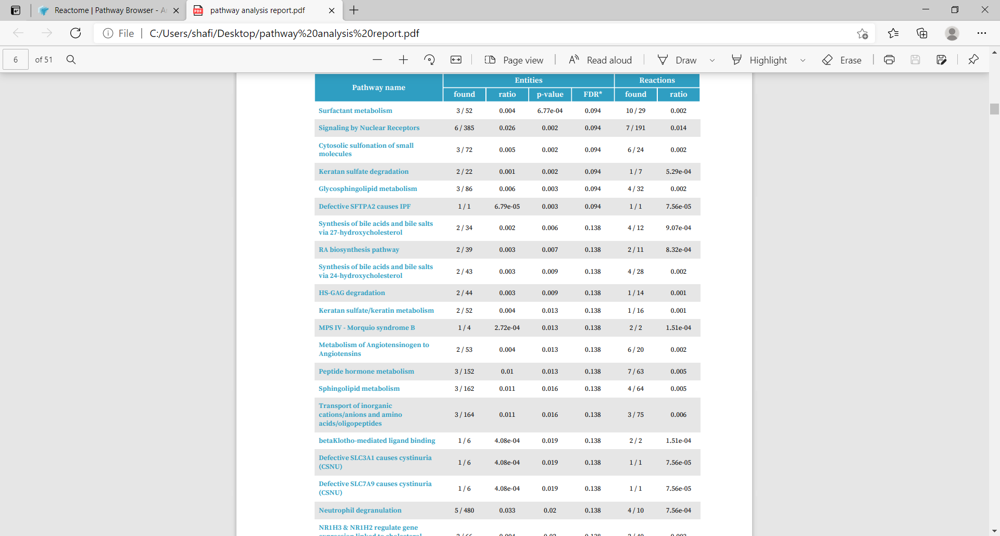 Reactome | Pathway Browser - A
pathway analysis report.pdf
File | C:/Users/shafi/Desktop/pathway%20analysis%20report.pdf
6 of 51 Page view Read aloud Draw Highlight Erase
Pathway name Entities Reactions
found ratio p-value FDR* found ratio
Surfactant metabolism 3 / 52 0.004 6.77e-04 0.094 10 / 29 0.002
Signaling by Nuclear Receptors 6 / 385 0.026 0.002 0.094 7 / 191 0.014
Cytosolic sulfonation of small
molecules 3 / 72 0.005 0.002 0.094 6 / 24 0.002
Keratan sulfate degradation 2 / 22 0.001 0.002 0.094 1 / 7 5.29e-04
Glycosphingolipid metabolism 3 / 86 0.006 0.003 0.094 4 / 32 0.002
Defective SFTPA2 causes IPF 1 / 1 6.79e-05 0.003 0.094 1 / 1 7.56e-05
Synthesis of bile acids and bile salts
via 27-hydroxycholesterol 2 / 34 0.002 0.006 0.138 4 / 12 9.07e-04
RA biosynthesis pathway 2 / 39 0.003 0.007 0.138 2 / 11 8.32e-04
Synthesis of bile acids and bile salts
via 24-hydroxycholesterol 2 / 43 0.003 0.009 0.138 4 / 28 0.002
HS-GAG degradation 2 / 44 0.003 0.009 0.138 1 / 14 0.001
Keratan sulfate/keratin metabolism 2 / 52 0.004 0.013 0.138 1 / 16 0.001
MPS IV - Morquio syndrome B 1 / 4 2.72e-04 0.013 0.138 2 / 2 1.51e-04
Metabolism of Angiotensinogen to
Angiotensins 2 / 53 0.004 0.013 0.138 6 / 20 0.002
Peptide hormone metabolism 3 / 152 0.01 0.013 0.138 7 / 63 0.005
Sphingolipid metabolism 3 / 162 0.011 0.016 0.138 4 / 64 0.005
Transport of inorganic
cations/anions and amino 3 / 164 0.011 0.016 0.138 3 / 75 0.006
acids/oligopeptides
betaKlotho-mediated ligand binding 1 / 6 4.08e-04 0.019 0.138 2 / 2 1.51e-04
Defective SLC3A1 causes cystinuria
(CSNU) 1 / 6 4.08e-04 0.019 0.138 1 / 1 7.56e-05
Defective SLC7A9 causes cystinuria
(CSNU) 1 / 6 4.08e-04 0.019 0.138 1 / 1 7.56e-05
Neutrophil degranulation 5 / 480 0.033 0.02 0.138 4 / 10 7.56e-04
NR1H3 & NR1H2 regulate gene